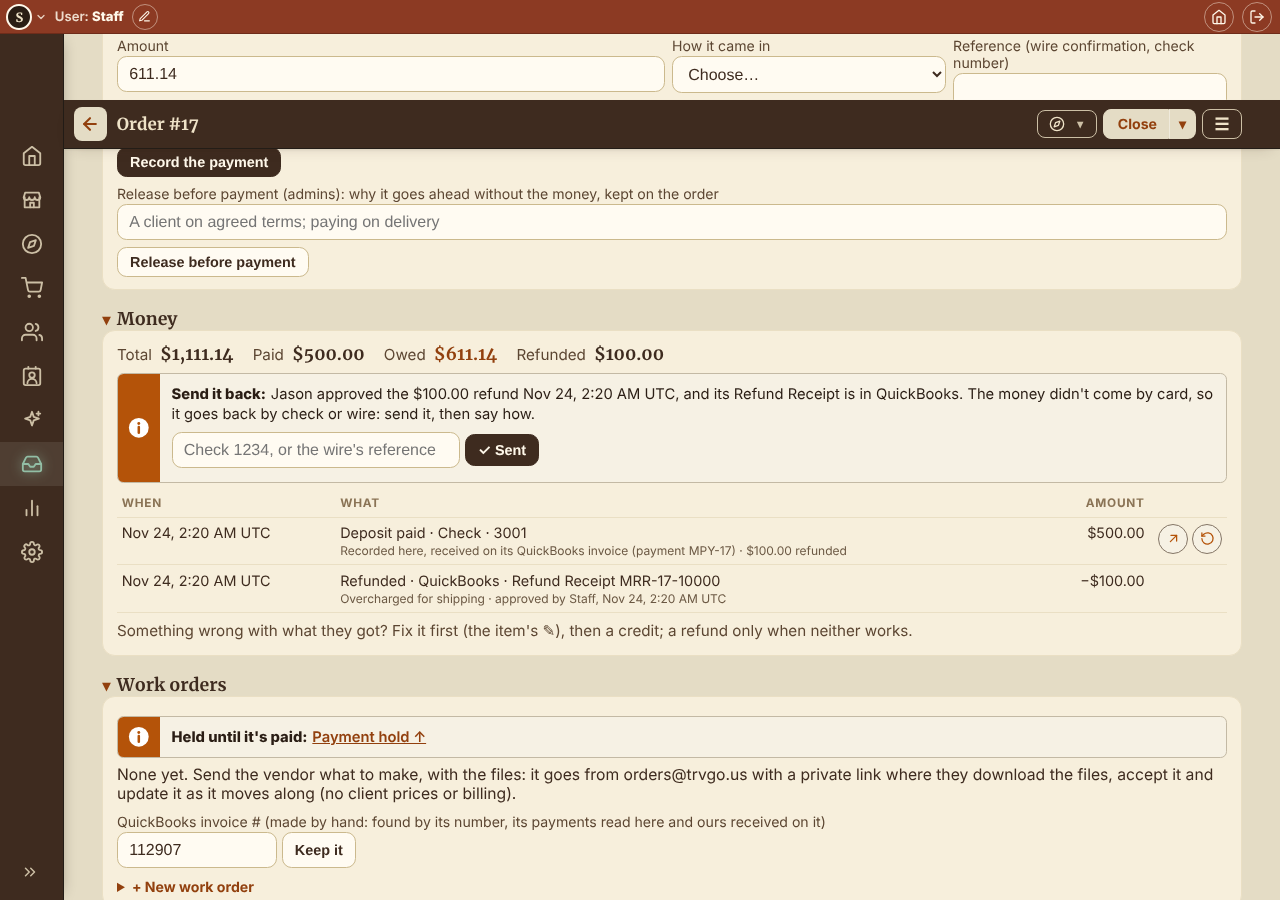 S
User: Staff
Amount
611.14
How it came in
Choose…
Reference (wire confirmation, check
number)
Order #17
Close
Record the payment
Release before payment (admins): why it goes ahead without the money, kept on the order
A client on agreed terms; paying on delivery
Release before payment
Money
Total $1,111.14 Paid $500.00 Owed $611.14 Refunded $100.00
Send it back: Jason approved the $100.00 refund Nov 24, 2:20 AM UTC, and its Refund Receipt is in QuickBooks. The money didn't come by card, so
it goes back by check or wire: send it, then say how.
Check 1234, or the wire's reference
✓ Sent
WHEN WHAT AMOUNT
Nov 24, 2:20 AM UTC Deposit paid · Check · 3001 $500.00
Recorded here, received on its QuickBooks invoice (payment MPY-17) · $100.00 refunded
Nov 24, 2:20 AM UTC Refunded · QuickBooks · Refund Receipt MRR-17-10000 −$100.00
Overcharged for shipping · approved by Staff, Nov 24, 2:20 AM UTC
Something wrong with what they got? Fix it first (the item's ✎), then a credit; a refund only when neither works.
Work orders
Held until it's paid: Payment hold ↑
None yet. Send the vendor what to make, with the files: it goes from orders@trvgo.us with a private link where they download the files, accept it and
update it as it moves along (no client prices or billing).
QuickBooks invoice # (made by hand: found by its number, its payments read here and ours received on it)
112907
Keep it
+ New work order